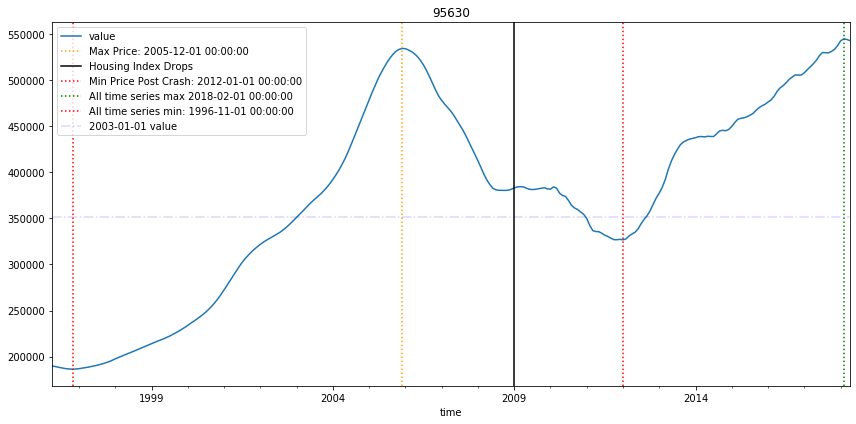 95630
550000
500000
450000
400000
350000
300000
250000
200000
value
Max Price: 2005-12-01 00:00:00
Housing Index Drops
Min Price Post Crash: 2012-01-01 00:00:00
All time series max 2018-02-01 00:00:00
All time series min: 1996-11-01 00:00:00
2003-01-01 value
1999
2004
2009
2014
time